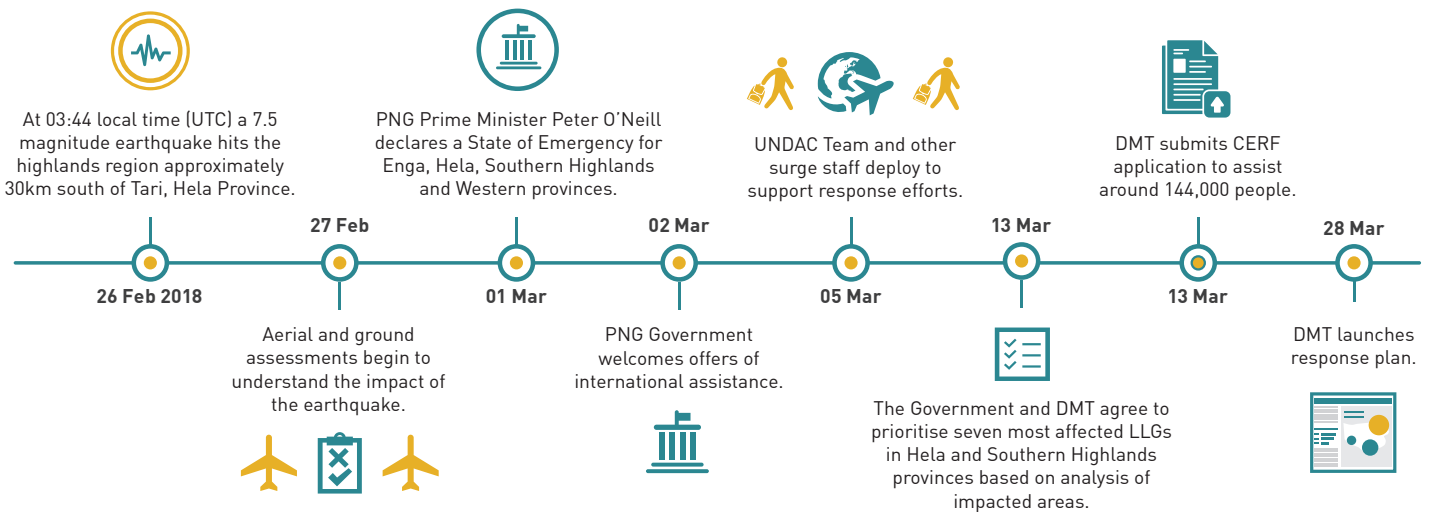 At 03:44 local time (UTC) a 7.5
magnitude earthquake hits the
highlands region approximately
30km south of Tari, Hela Province.
26 Feb 2018
27 Feb
Aerial and ground
assessments begin to
understand the impact of
the earthquake.
PNG Prime Minister Peter O’Neill
declares a State of Emergency for
Enga, Hela, Southern Highlands
and Western provinces.
01 Mar
02 Mar
PNG Government
welcomes offers of
international assistance.
UNDAC Team and other
surge staff deploy to
support response efforts.
05 Mar
13 Mar
The Government and DMT agree to
prioritise seven most affected LLGs
in Hela and Southern Highlands
provinces based on analysis of
impacted areas.
DMT submits CERF
application to assist
around 144,000 people.
13 Mar
28 Mar
DMT launches
response plan.